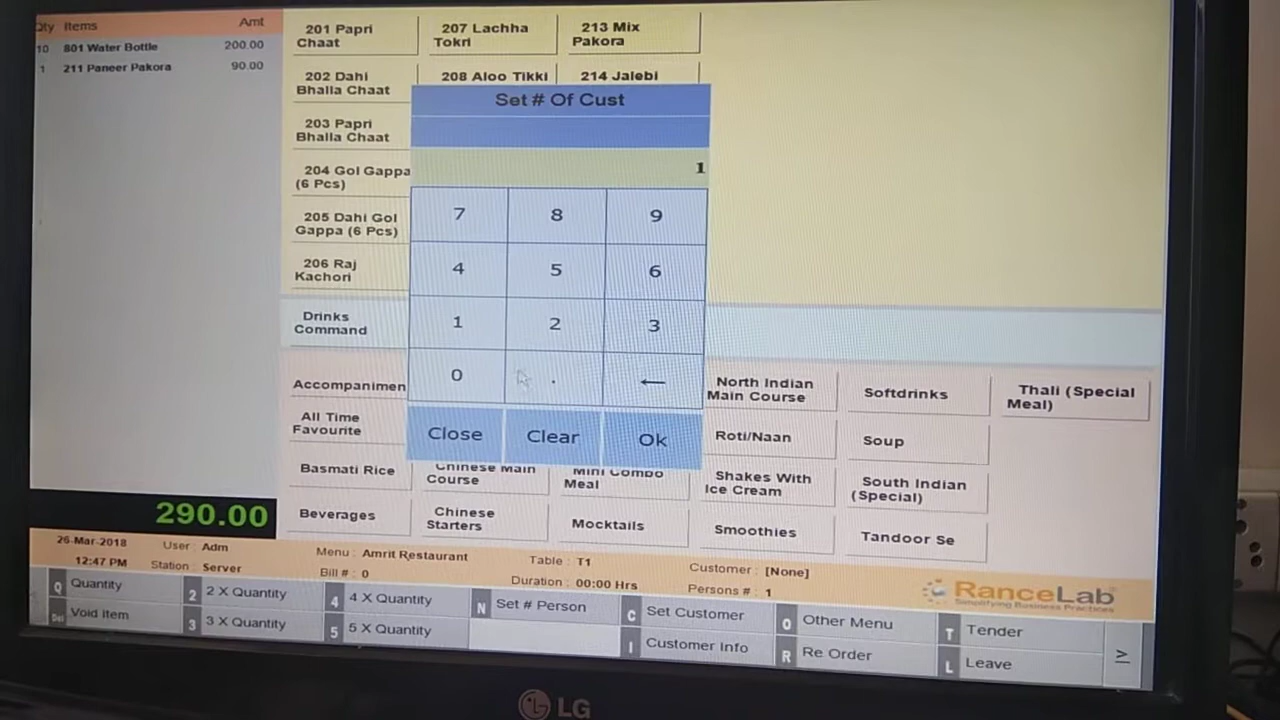 Qty Items Amt
10 801 Water Bottle 200.00
1 211 Paneer Pakora 90.00
290.00
201 Papri
Chaat
207 Lachha
Tokri
213 Mix
Pakora
202 Dahi
Bhalla Chaat
208 Aloo Tikki
214 Jalebi
203 Papri
Bhalla Chaat
204 Gol Gappa
(6 Pcs)
205 Dahi Gol
Gappa (6 Pcs)
206 Raj
Kachori
Set # Of Cust
1
7 8 9
4 5 6
1 2 3
0 . ←
Close Clear Ok
Drinks
Command
Accompanimen
North Indian
Main Course
Softdrinks
Thali (Special
Meal)
All Time
Favourite
Roti/Naan
Soup
Basmati Rice
Chinese Main
Course
Mini Combo
Meal
Shakes With
Ice Cream
South Indian
(Special)
Beverages
Chinese
Starters
Mocktails
Smoothies
Tandoor Se
26-Mar-2018 User : Adm Menu : Amrit Restaurant Table : T1 Customer : [None]
12:47 PM Station : Server Bill # : 0 Duration : 00:00 Hrs Persons # : 1
RanceLab
Simplifying Business Practices
Q Quantity 2 2 X Quantity 4 4 X Quantity N Set # Person C Set Customer O Other Menu T Tender
Del Void Item 3 3 X Quantity 5 5 X Quantity I Customer Info R Re Order L Leave
LG